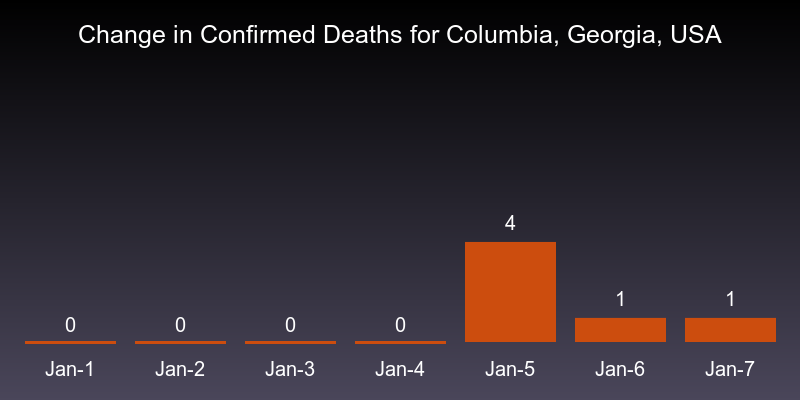 Change in Confirmed Deaths for Columbia, Georgia, USA
4
1 1
0 0 0 0
Jan-1 Jan-2 Jan-3 Jan-4 Jan-5 Jan-6 Jan-7